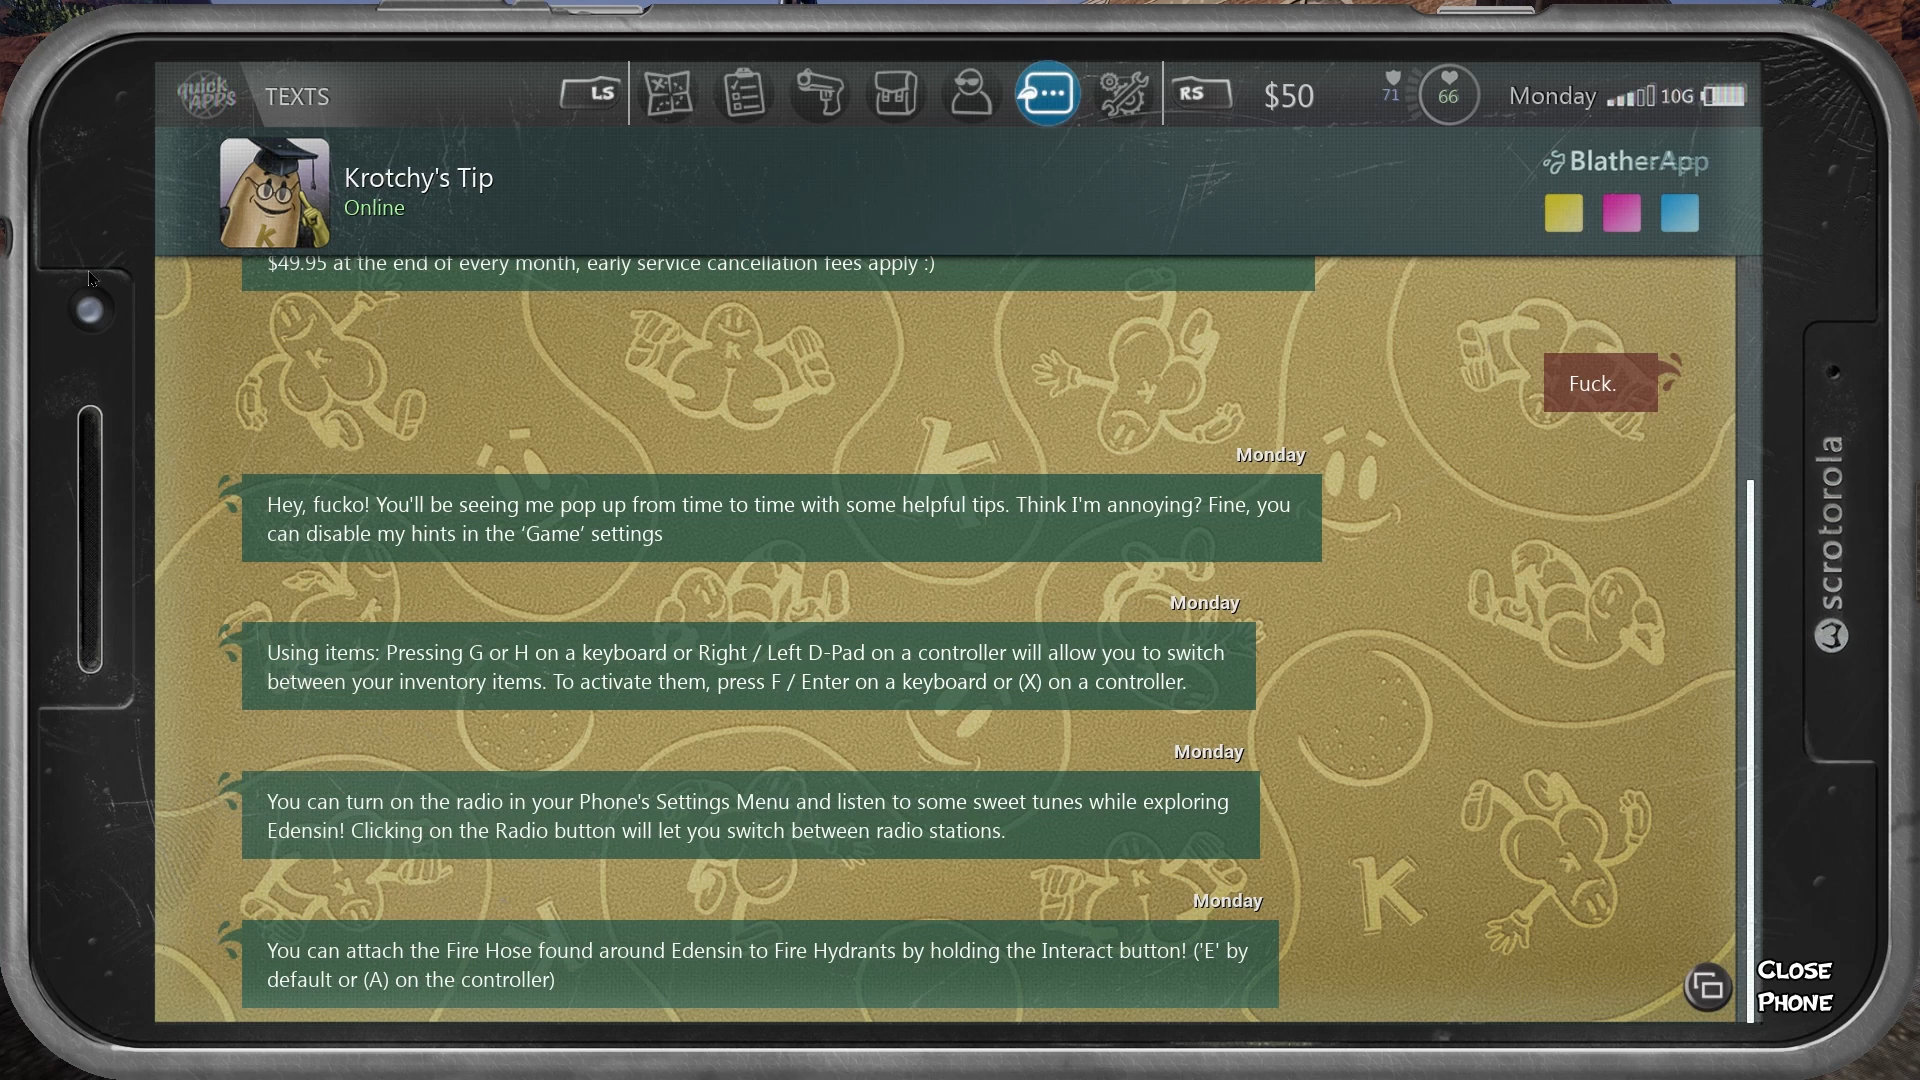 quick APPS
TEXTS
LS
RS
$50
71
66
Monday
10G
Krotchy's Tip
Online
BlatherApp
$49.95 at the end of every month, early service cancellation fees apply :)
Fuck.
Monday
Hey, fucko! You'll be seeing me pop up from time to time with some helpful tips. Think I'm annoying? Fine, you
can disable my hints in the ‘Game’ settings
Monday
Using items: Pressing G or H on a keyboard or Right / Left D-Pad on a controller will allow you to switch
between your inventory items. To activate them, press F / Enter on a keyboard or (X) on a controller.
Monday
You can turn on the radio in your Phone's Settings Menu and listen to some sweet tunes while exploring
Edensin! Clicking on the Radio button will let you switch between radio stations.
Monday
You can attach the Fire Hose found around Edensin to Fire Hydrants by holding the Interact button! ('E' by
default or (A) on the controller)
scrotorola
CLOSE
PHONE